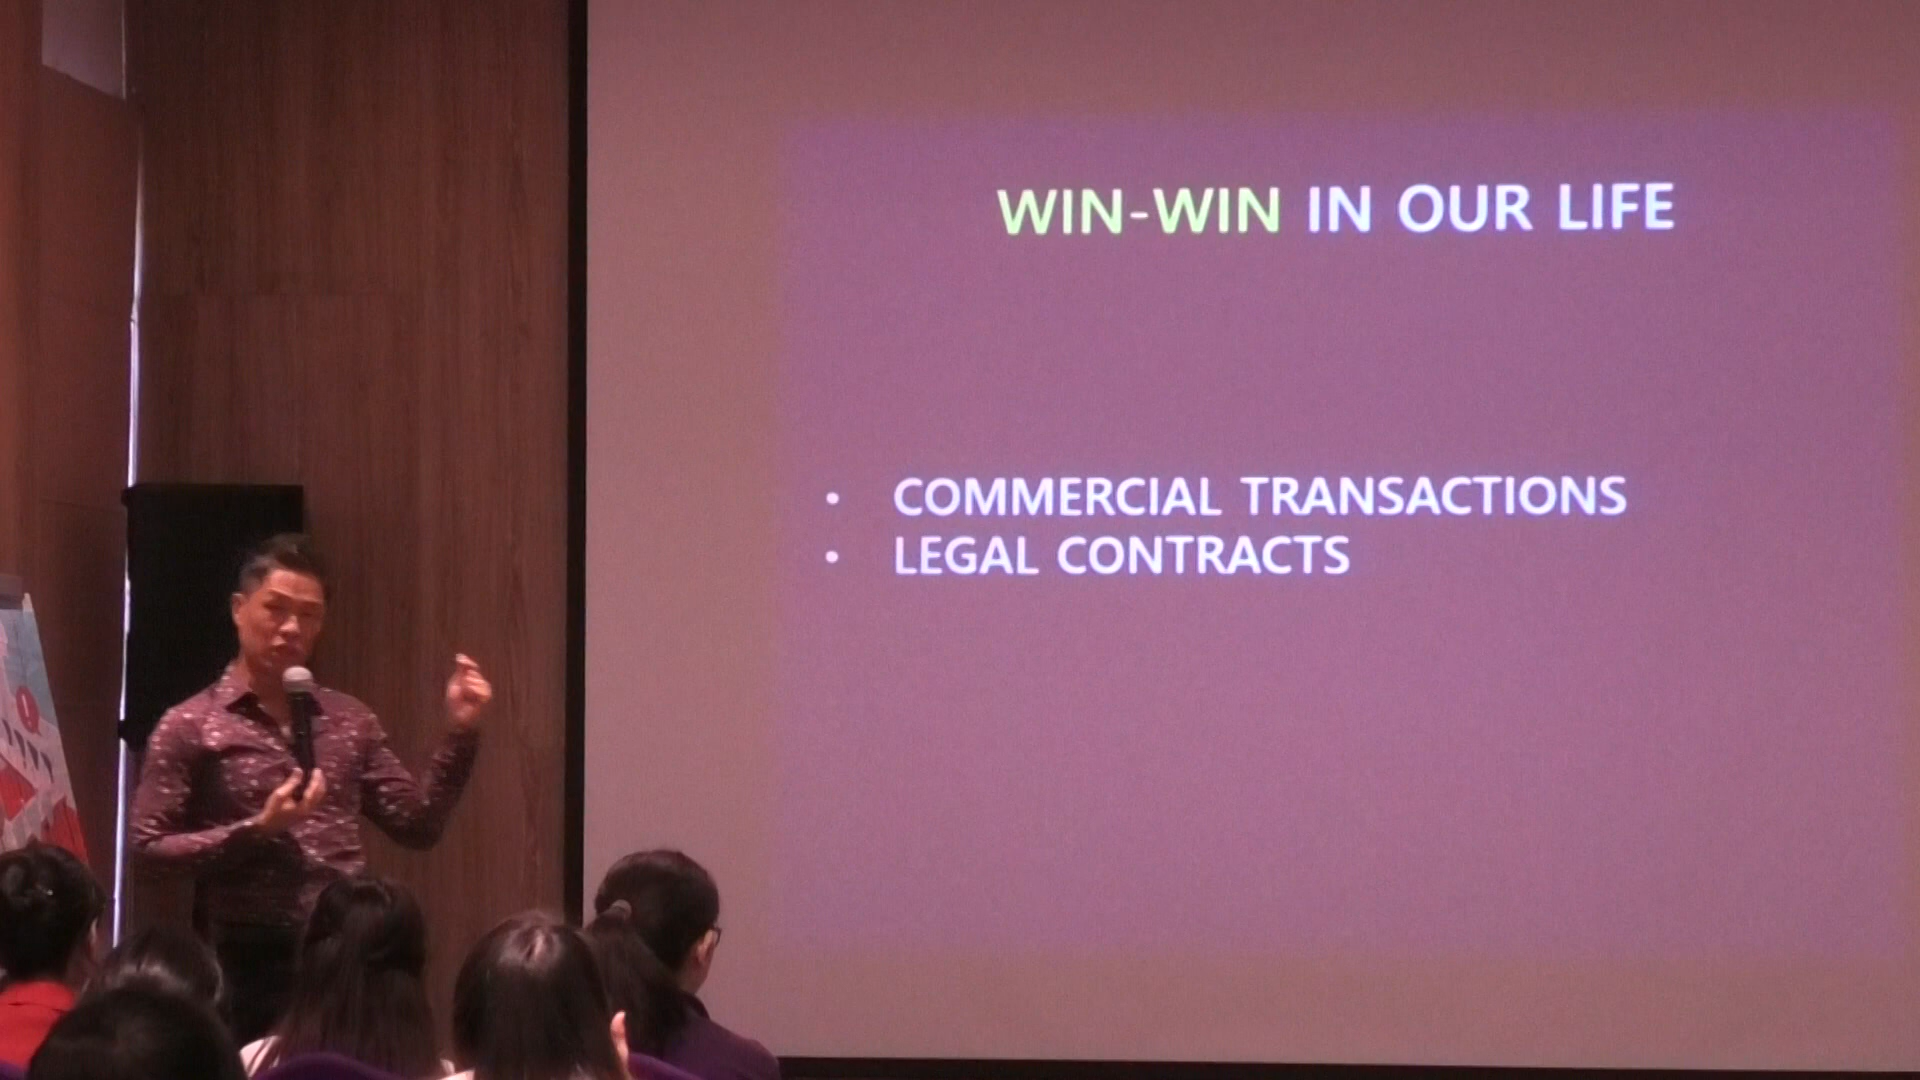 WIN-WIN IN OUR LIFE
• COMMERCIAL TRANSACTIONS
• LEGAL CONTRACTS